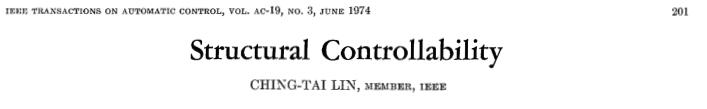 IEEE TRANSACTIONS ON AUTOMATIC CONTROL, VOL. AC-19, NO. 3, JUNE 1974 201
Structural Controllability
CHING-TAI LIN, MEMBER, IEEE